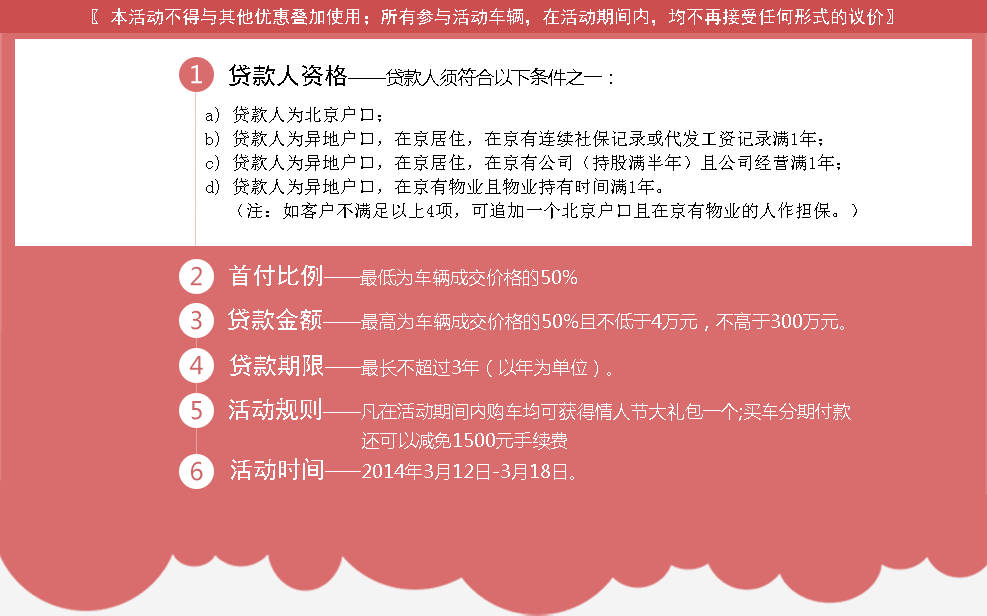 〖 本活动不得与其他优惠叠加使用；所有参与活动车辆，在活动期间内，均不再接受任何形式的议价〗
1 贷款人资格——贷款人须符合以下条件之一：
a) 贷款人为北京户口；
b) 贷款人为异地户口，在京居住，在京有连续社保记录或代发工资记录满1年；
c) 贷款人为异地户口，在京居住，在京有公司（持股满半年）且公司经营满1年；
d) 贷款人为异地户口，在京有物业且物业持有时间满1年。
（注：如客户不满足以上4项，可追加一个北京户口且在京有物业的人作担保。）
2 首付比例——最低为车辆成交价格的50%
3 贷款金额——最高为车辆成交价格的50%且不低于4万元，不高于300万元。
4 贷款期限——最长不超过3年（以年为单位）。
5 活动规则——凡在活动期间内购车均可获得情人节大礼包一个;买车分期付款
还可以减免1500元手续费
6 活动时间——2014年3月12日-3月18日。